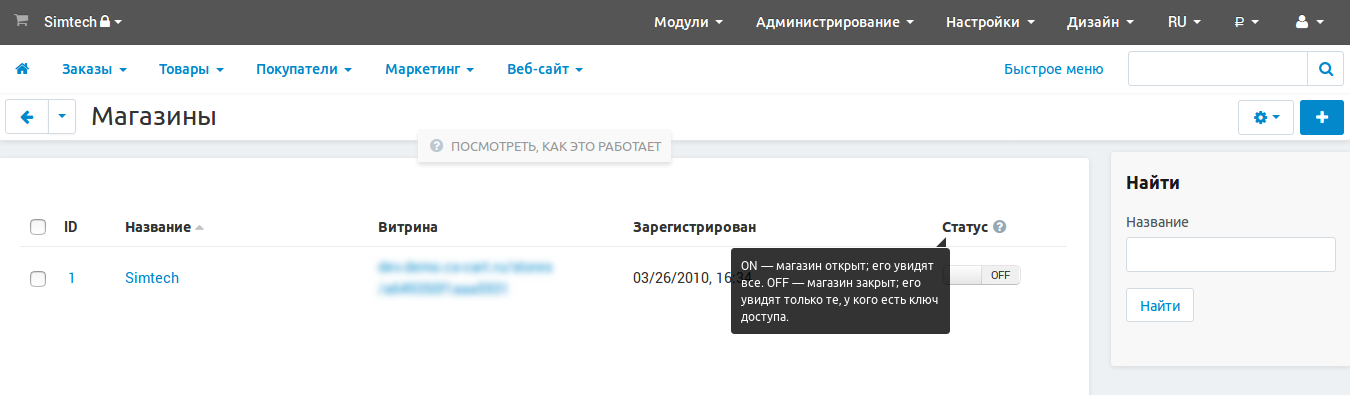 Simtech Модули Администрирование Настройки Дизайн RU ₽
Заказы Товары Покупатели Маркетинг Веб-сайт Быстрое меню
Магазины
ПОСМОТРЕТЬ, КАК ЭТО РАБОТАЕТ
Найти
Название
Найти
ID Название Витрина Зарегистрирован Статус
1 Simtech 03/26/2010, 16:34 OFF
ON — магазин открыт; его увидят
все. OFF — магазин закрыт; его
увидят только те, у кого есть ключ
доступа.